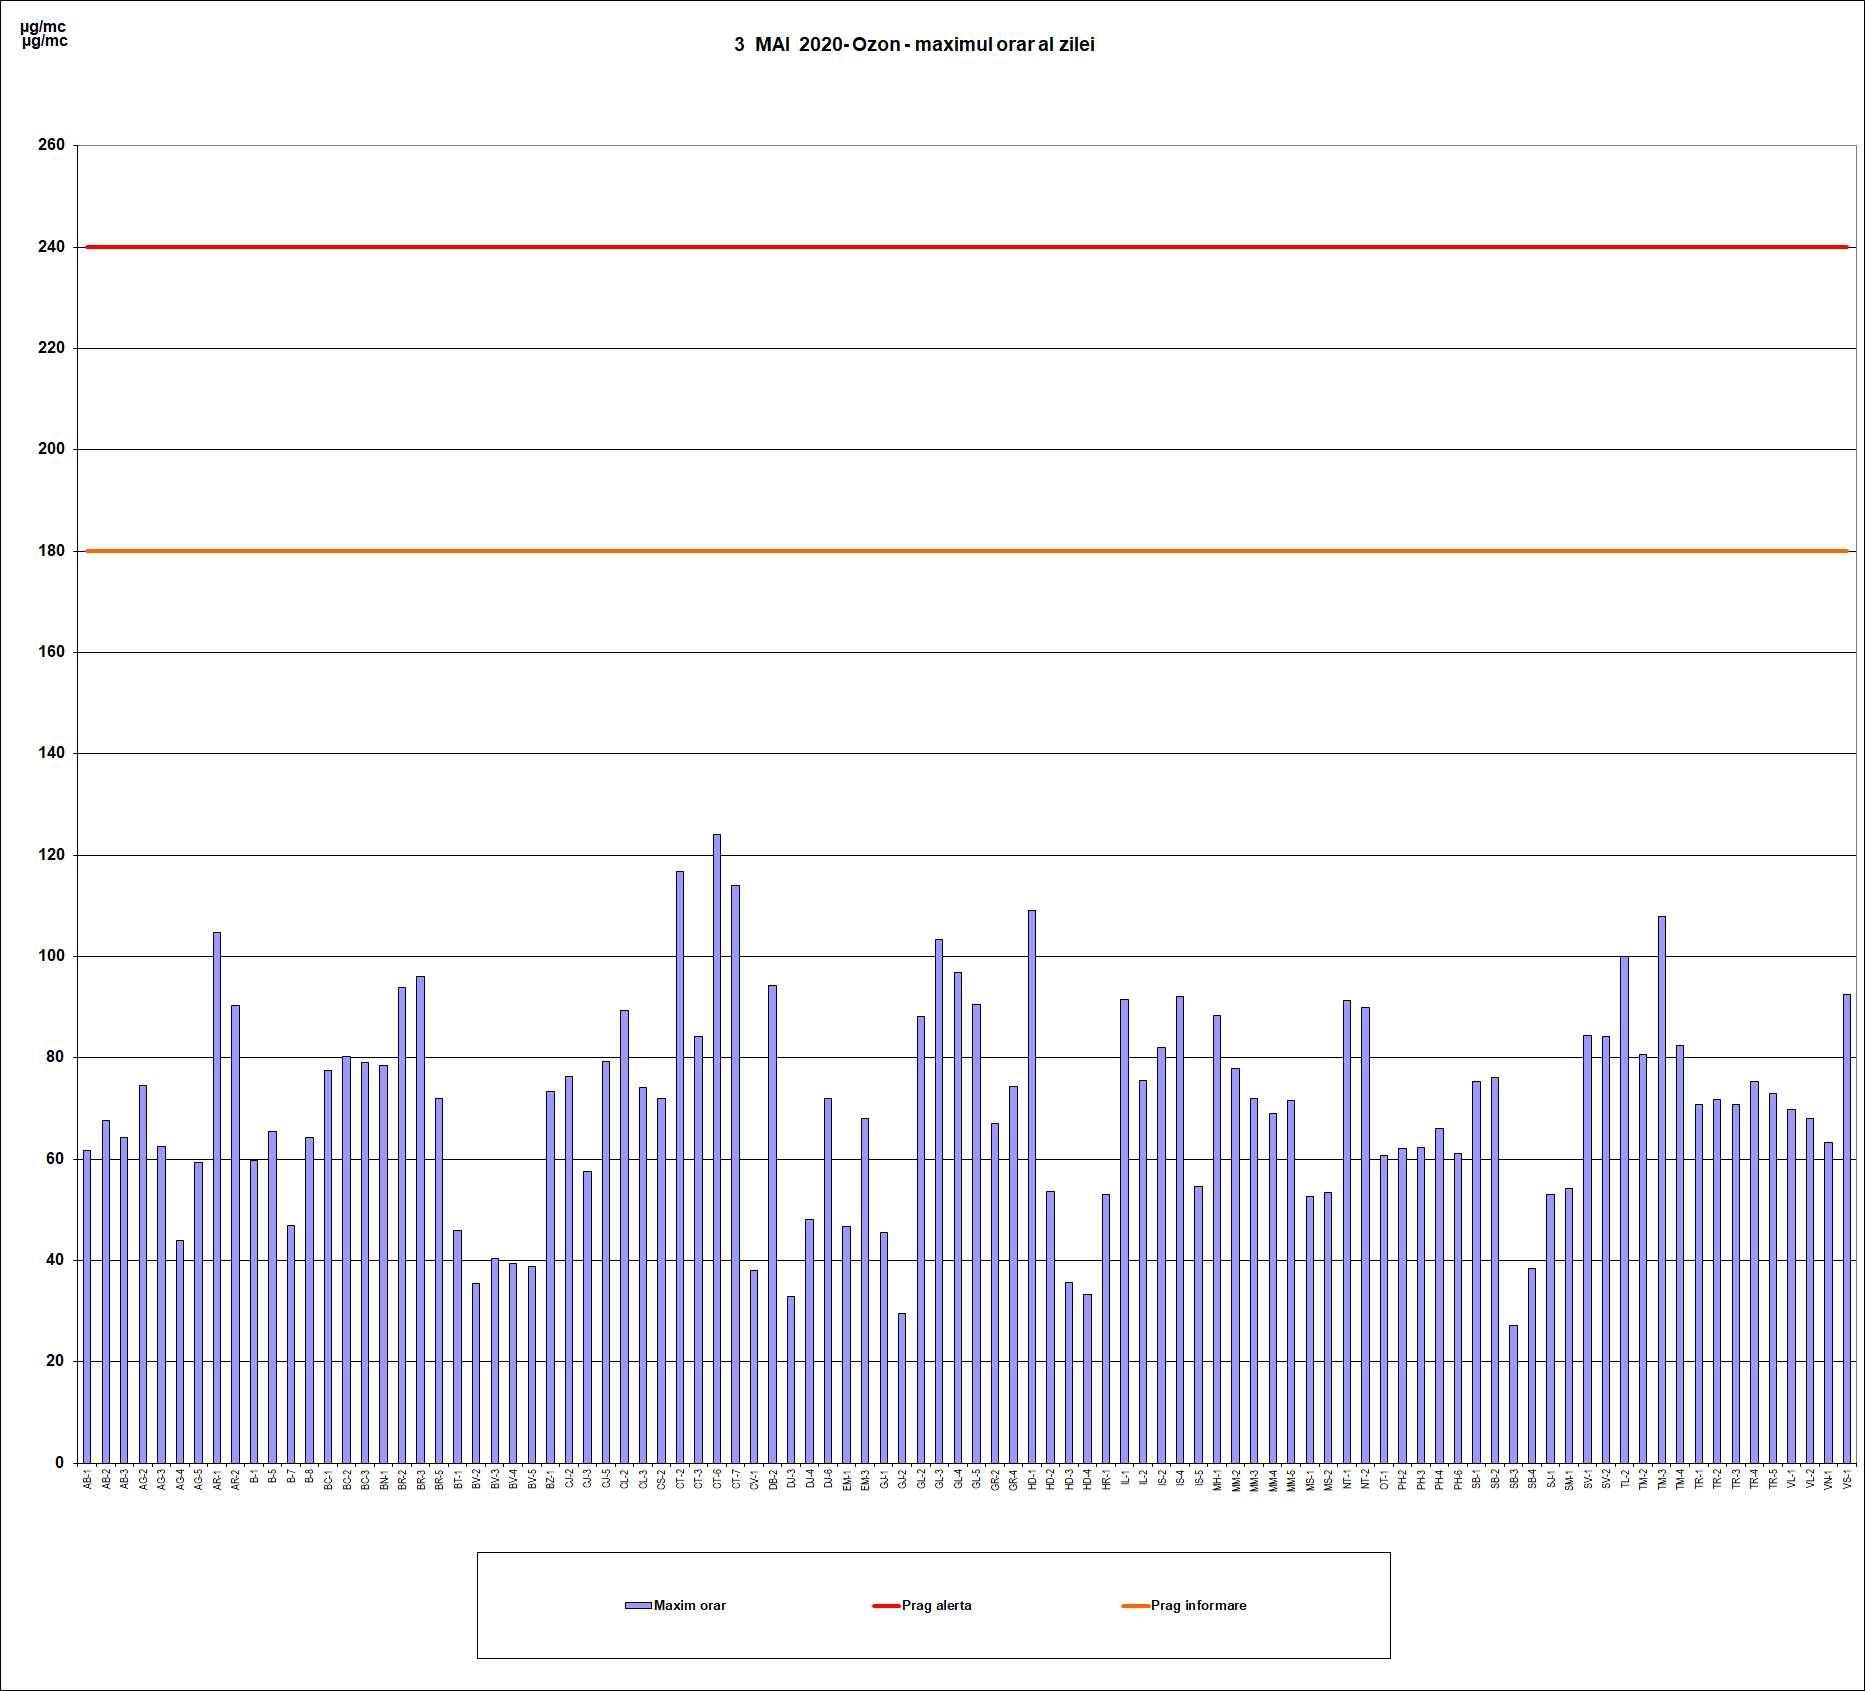 µg/mc
µg/mc
3 MAI 2020- Ozon - maximul orar al zilei
260
240
220
200
180
160
140
120
100
80
60
40
20
0
AB-1 AB-2 AB-3 AG-2 AG-3 AG-4 AG-5 AR-1 AR-2 B-1 B-5 B-7 B-8 BC-1 BC-2 BC-3 BN-1 BR-2 BR-3 BR-5 BT-1 BV-2 BV-3 BV-4 BV-5 BZ-1 CJ-2 CJ-3 CJ-5 CL-2 CL-3 CS-2 CT-2 CT-3 CT-6 CT-7 CV-1 DB-2 DJ-3 DJ-4 DJ-6 EM-1 EM-3 GJ-1 GJ-2 GL-2 GL-3 GL-4 GL-5 GR-2 GR-4 HD-1 HD-2 HD-3 HD-4 HR-1 IL-1 IL-2 IS-2 IS-4 IS-5 MH-1 MM-2 MM-3 MM-4 MM-5 MS-1 MS-2 NT-1 NT-2 OT-1 PH-2 PH-3 PH-4 PH-6 SB-1 SB-2 SB-3 SB-4 SJ-1 SM-1 SV-1 SV-2 TL-2 TM-2 TM-3 TM-4 TR-1 TR-2 TR-3 TR-4 TR-5 VL-1 VL-2 VN-1 VS-1
Maxim orar Prag alerta Prag informare